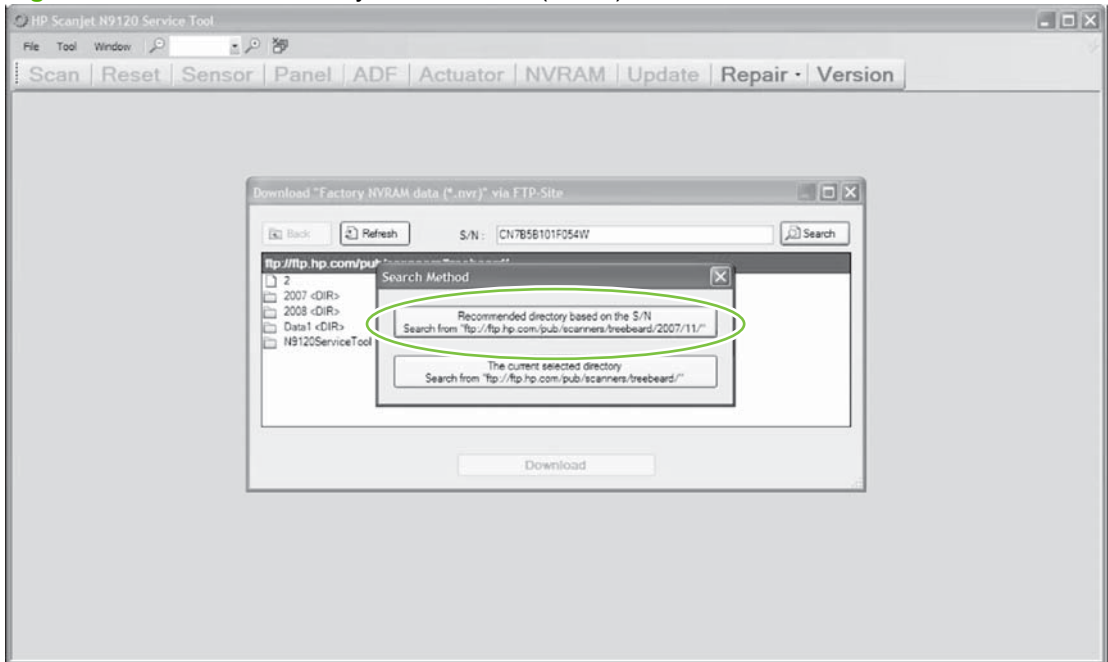 HP Scanjet N9120 Service Tool
File Tool Window
Scan Reset Sensor Panel ADF Actuator NVRAM Update Repair Version
Download "Factory NVRAM data (*.nvr)" via FTP-Site
Back Refresh S/N: CN7B5B101F054W Search
ftp://ftp.hp.com/pub
2
2007 <DIR>
2008 <DIR>
Data1 <DIR>
N9120ServiceTool
Search Method
Recommended directory based on the S/N
Search from "ftp://ftp.hp.com/pub/scanners/treebeard/2007/11/"
The current selected directory
Search from "ftp://ftp.hp.com/pub/scanners/treebeard/"
Download